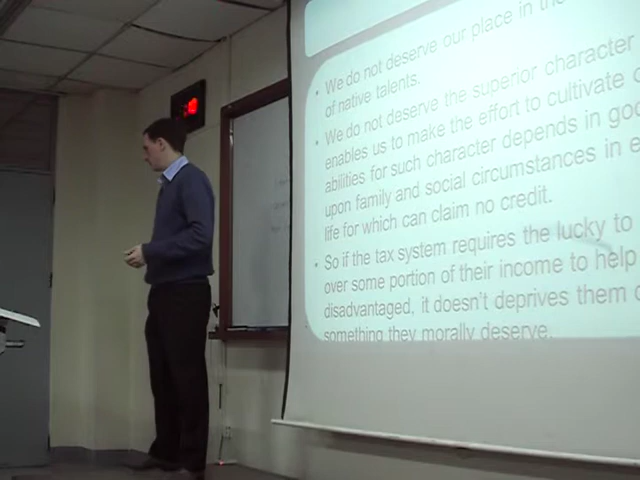 We do not deserve our place in the
of native talents.
We do not deserve the superior character
enables us to make the effort to cultivate
abilities for such character depends in
upon family and social circumstances in
life for which can claim no credit.
So if the tax system requires the lucky to
over some portion of their income to help
disadvantaged, it doesn't deprives them
something they morally deserve.